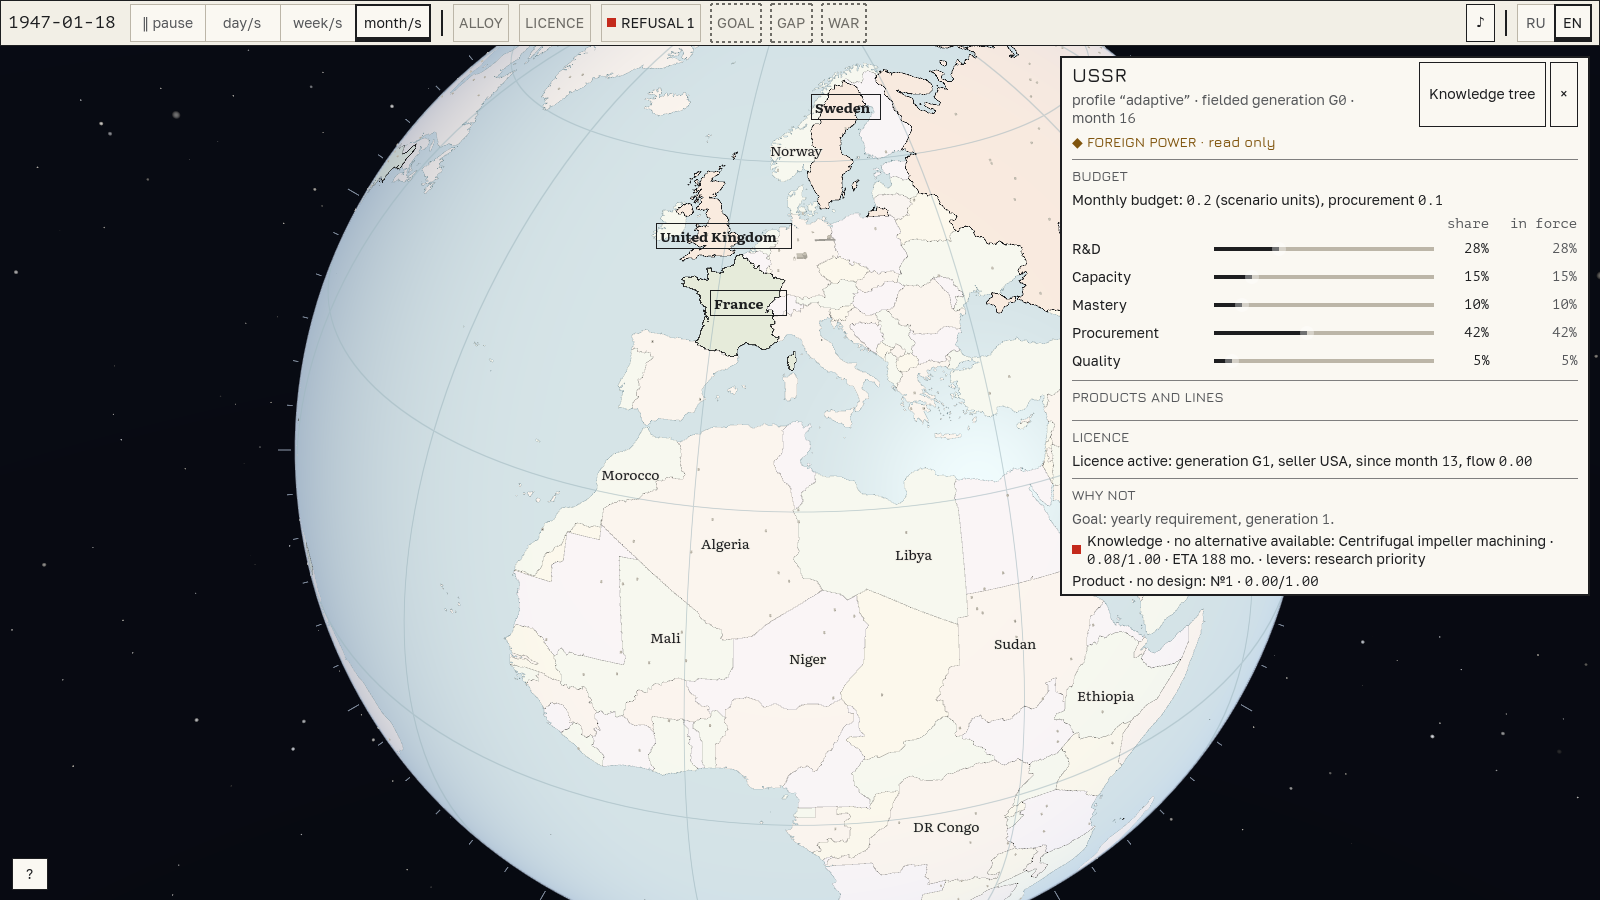 1947-01-18 ‖ pause day/s week/s month/s ALLOY LICENCE REFUSAL 1 GOAL GAP WAR ♪ RU EN
USSR
profile “adaptive” · fielded generation G0 ·
month 16
Knowledge tree ×
◆ FOREIGN POWER · read only
BUDGET
Monthly budget: 0.2 (scenario units), procurement 0.1
share in force
R&D 28% 28%
Capacity 15% 15%
Mastery 10% 10%
Procurement 42% 42%
Quality 5% 5%
PRODUCTS AND LINES
LICENCE
Licence active: generation G1, seller USA, since month 13, flow 0.00
WHY NOT
Goal: yearly requirement, generation 1.
Knowledge · no alternative available: Centrifugal impeller machining ·
0.08/1.00 · ETA 188 mo. · levers: research priority
Product · no design: №1 · 0.00/1.00
Sweden
Norway
United Kingdom
France
Morocco
Algeria
Libya
Mali
Niger
Sudan
Ethiopia
DR Congo
?